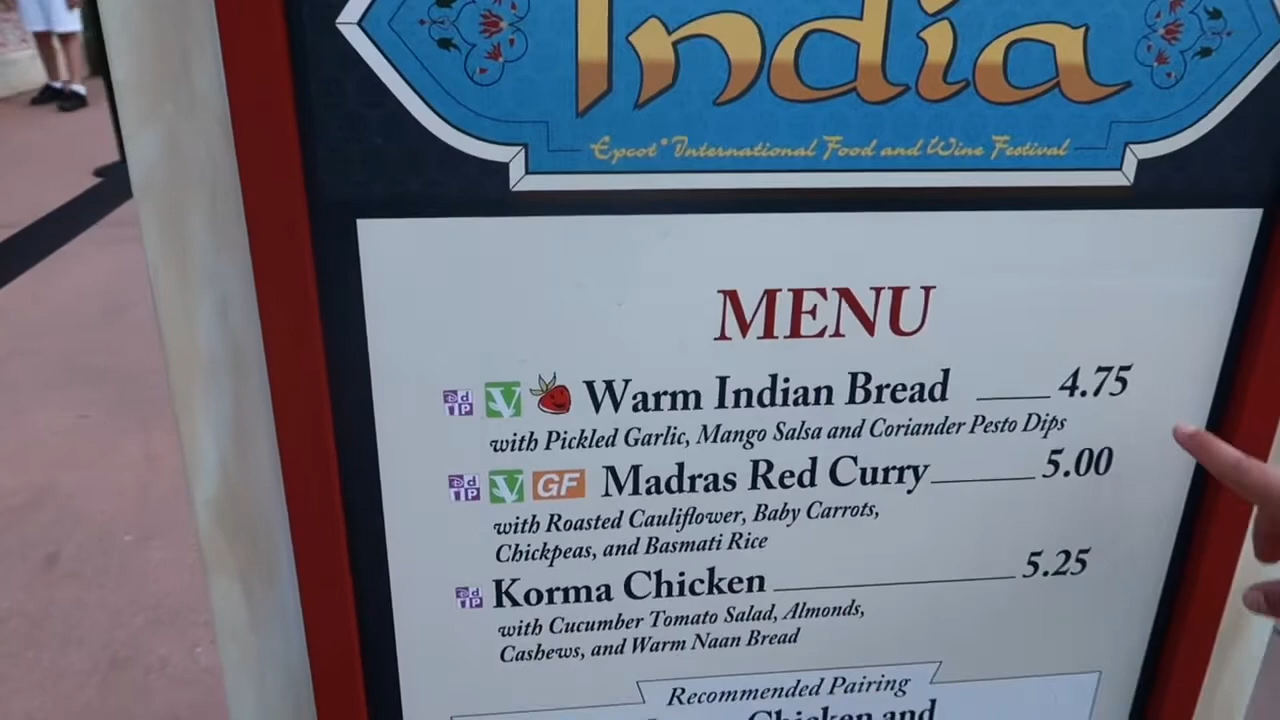 India
Epcot® International Food and Wine Festival
MENU
V Warm Indian Bread 4.75
with Pickled Garlic, Mango Salsa and Coriander Pesto Dips
V GF Madras Red Curry 5.00
with Roasted Cauliflower, Baby Carrots,
Chickpeas, and Basmati Rice
Korma Chicken 5.25
with Cucumber Tomato Salad, Almonds,
Cashews, and Warm Naan Bread
Recommended Pairing
Chicken and